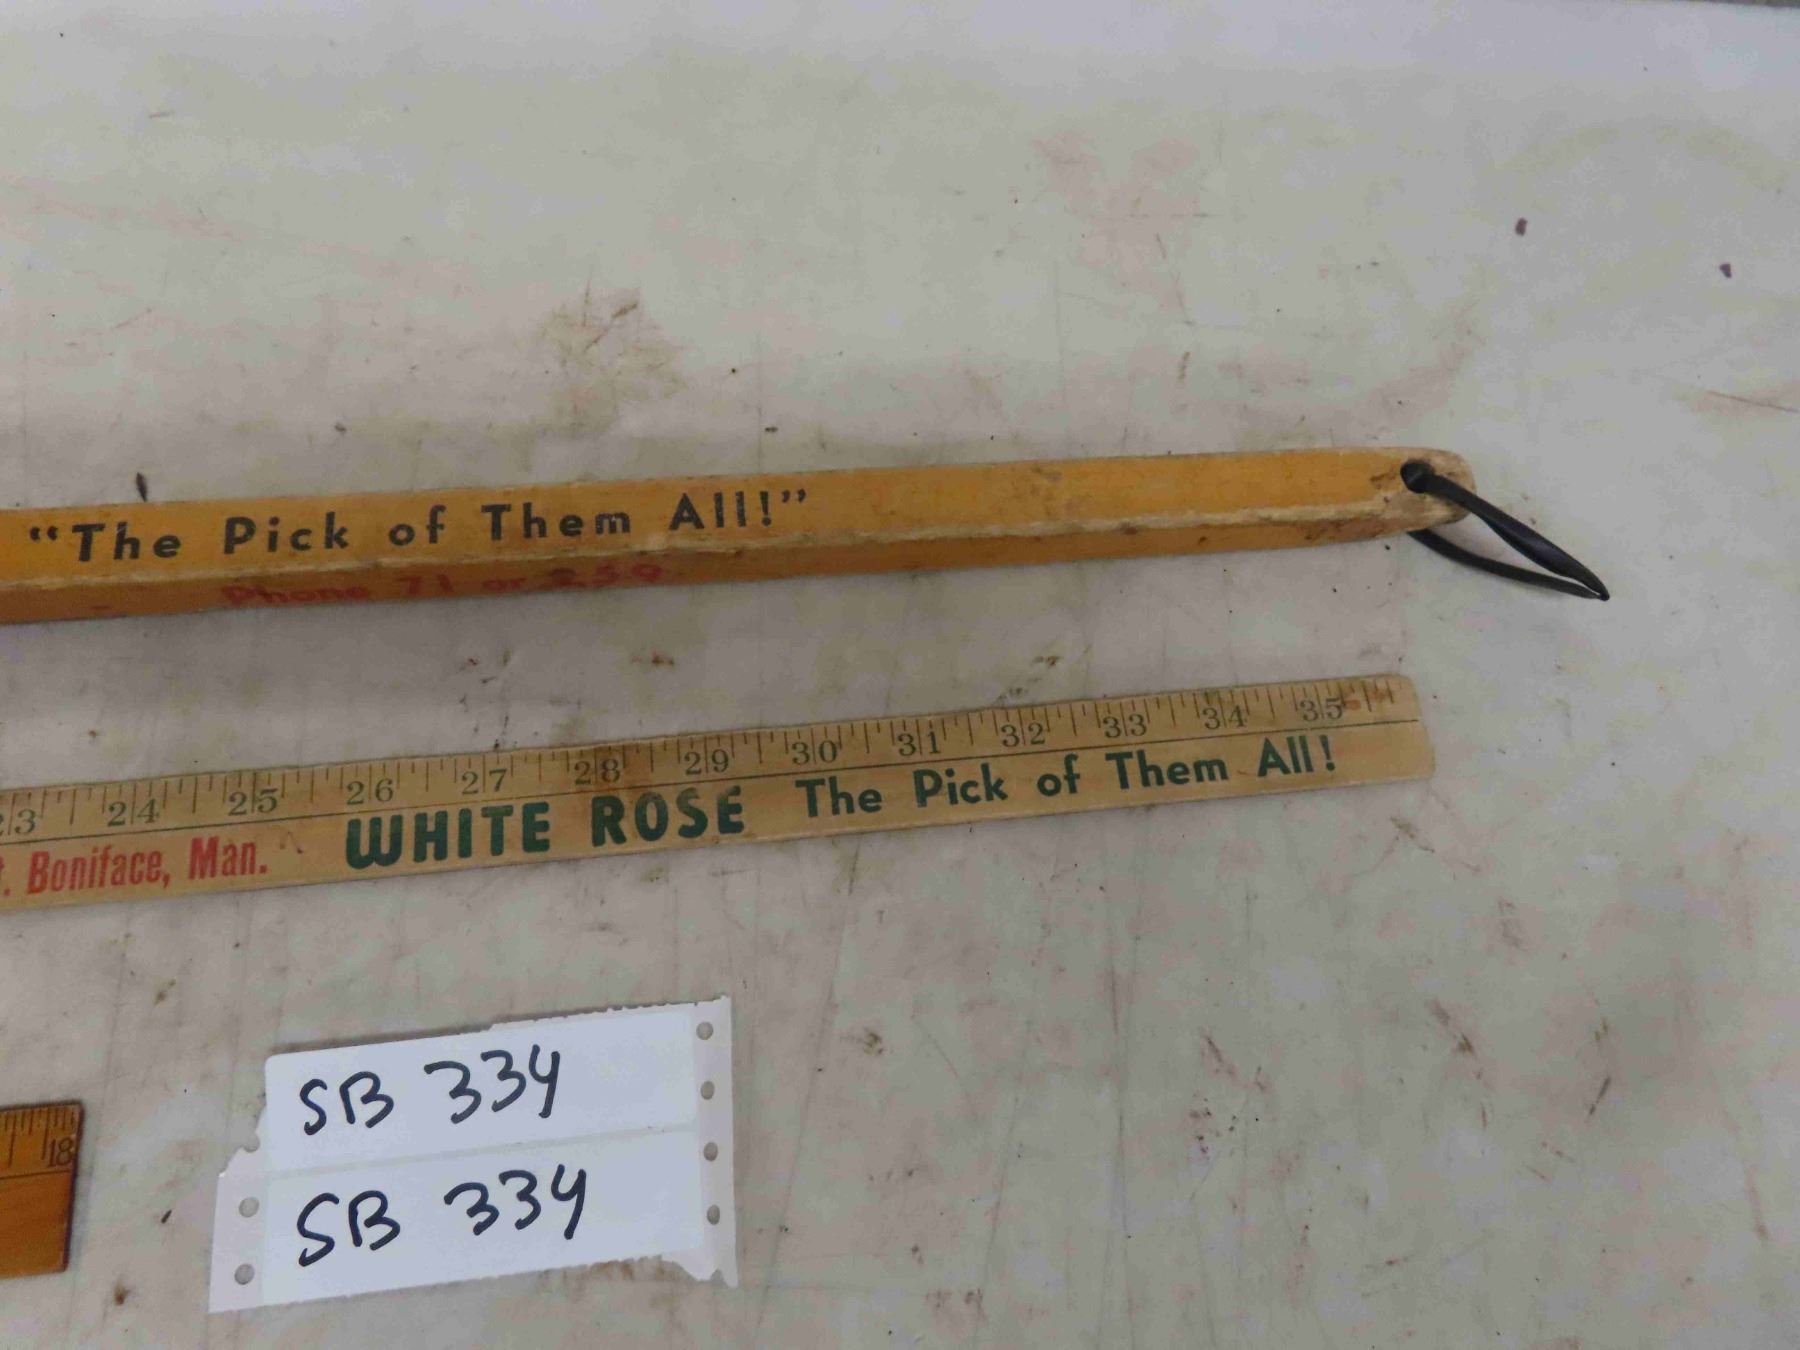 “The Pick of Them All!”
Phone 71 or 259
23 24 25 26 27 28 29 30 31 32 33 34 35
t. Boniface, Man. WHITE ROSE The Pick of Them All!
18
SB 334
SB 334